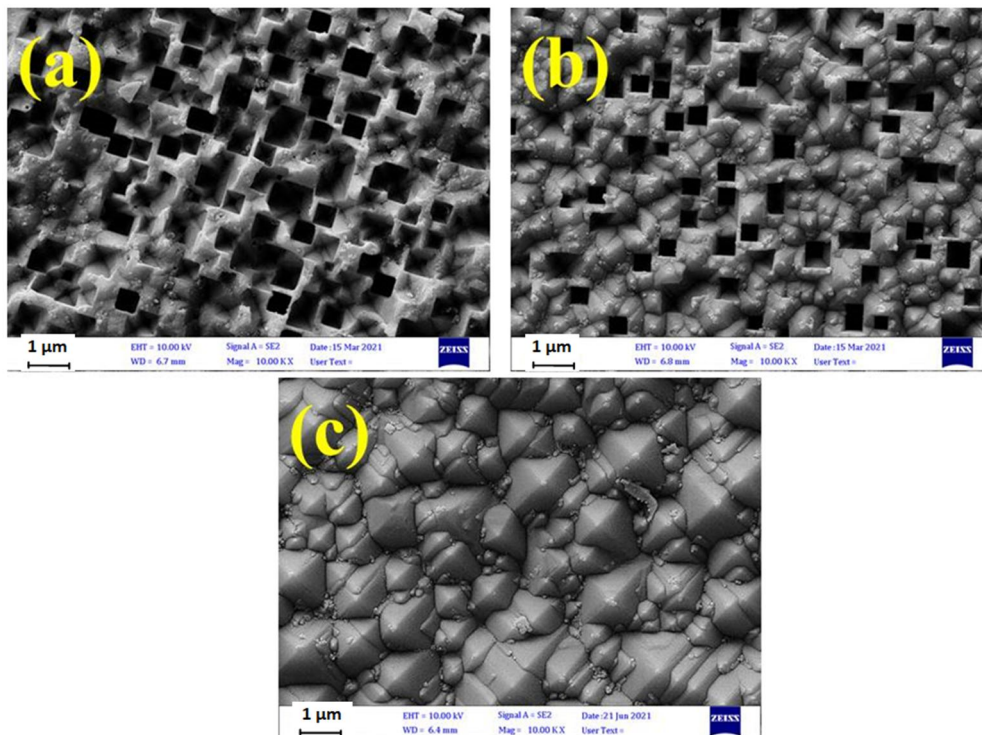 (a)
1 µm
EHT = 10.00 kV Signal A = SE2 Date :15 Mar 2021
WD = 6.7 mm Mag = 10.00 K X User Text =
ZEISS
(b)
1 µm
EHT = 10.00 kV Signal A = SE2 Date :15 Mar 2021
WD = 6.8 mm Mag = 10.00 K X User Text =
ZEISS
(c)
1 µm
EHT = 10.00 kV Signal A = SE2 Date :21 Jun 2021
WD = 6.4 mm Mag = 10.00 K X User Text =
ZEISS